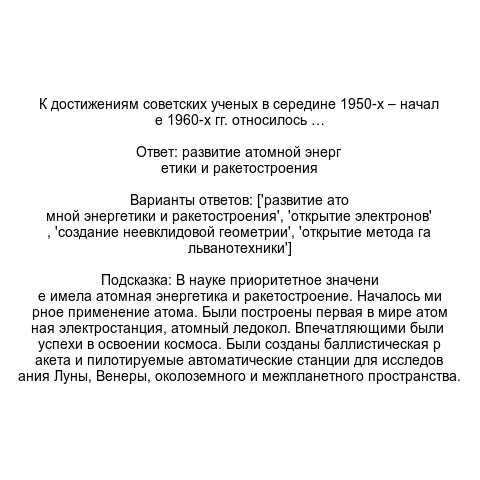 К достижениям советских ученых в середине 1950-х – начал
е 1960-х гг. относилось …
Ответ: развитие атомной энерг
етики и ракетостроения
Варианты ответов: ['развитие ато
мной энергетики и ракетостроения', 'открытие электронов'
, 'создание неевклидовой геометрии', 'открытие метода га
льванотехники']
Подсказка: В науке приоритетное значени
е имела атомная энергетика и ракетостроение. Началось ми
рное применение атома. Были построены первая в мире атом
ная электростанция, атомный ледокол. Впечатляющими были
успехи в освоении космоса. Были созданы баллистическая р
акета и пилотируемые автоматические станции для исследов
ания Луны, Венеры, околоземного и межпланетного пространства.